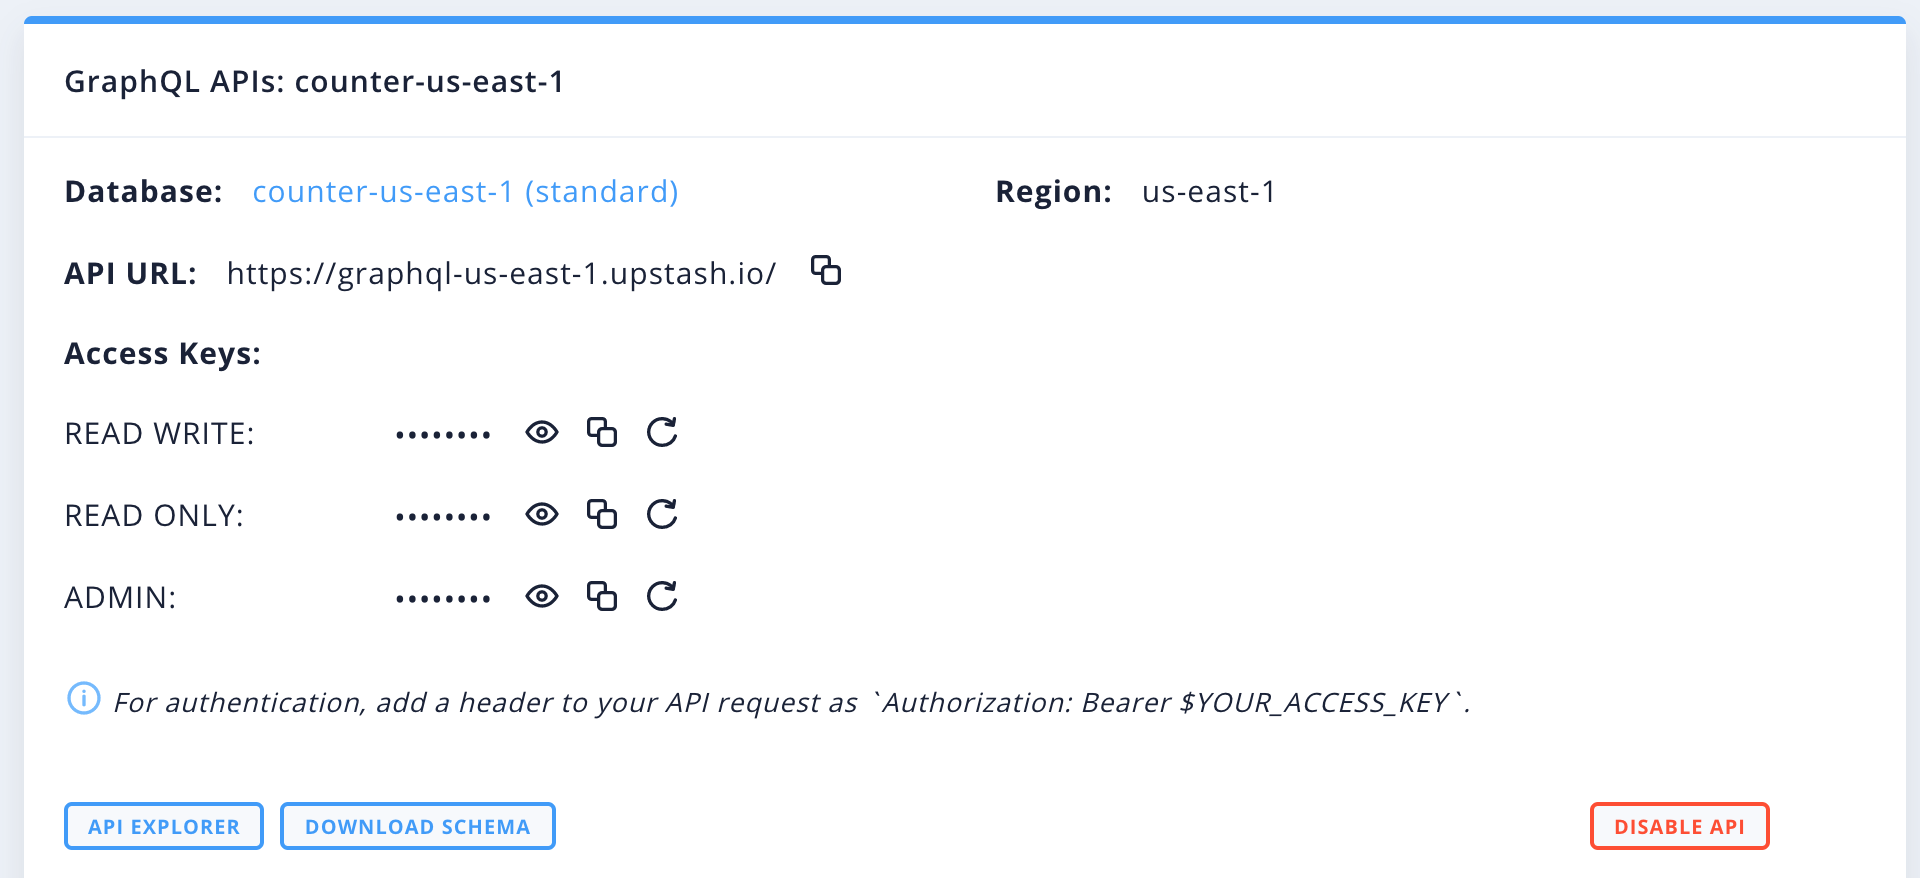 GraphQL APIs: counter-us-east-1
Database: counter-us-east-1 (standard) Region: us-east-1
API URL: https://graphql-us-east-1.upstash.io/
Access Keys:
READ WRITE: ••••••••
READ ONLY: ••••••••
ADMIN: ••••••••
For authentication, add a header to your API request as `Authorization: Bearer $YOUR_ACCESS_KEY`.
API EXPLORER DOWNLOAD SCHEMA DISABLE API